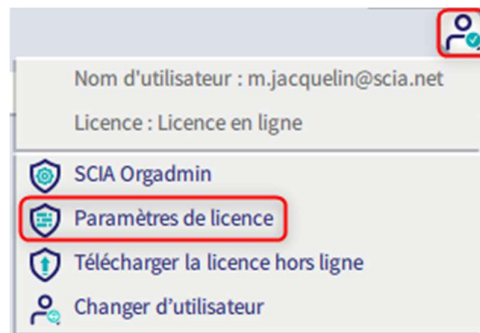 Nom d'utilisateur : m.jacquelin@scia.net
Licence : Licence en ligne
SCIA Orgadmin
Paramètres de licence
Télécharger la licence hors ligne
Changer d’utilisateur